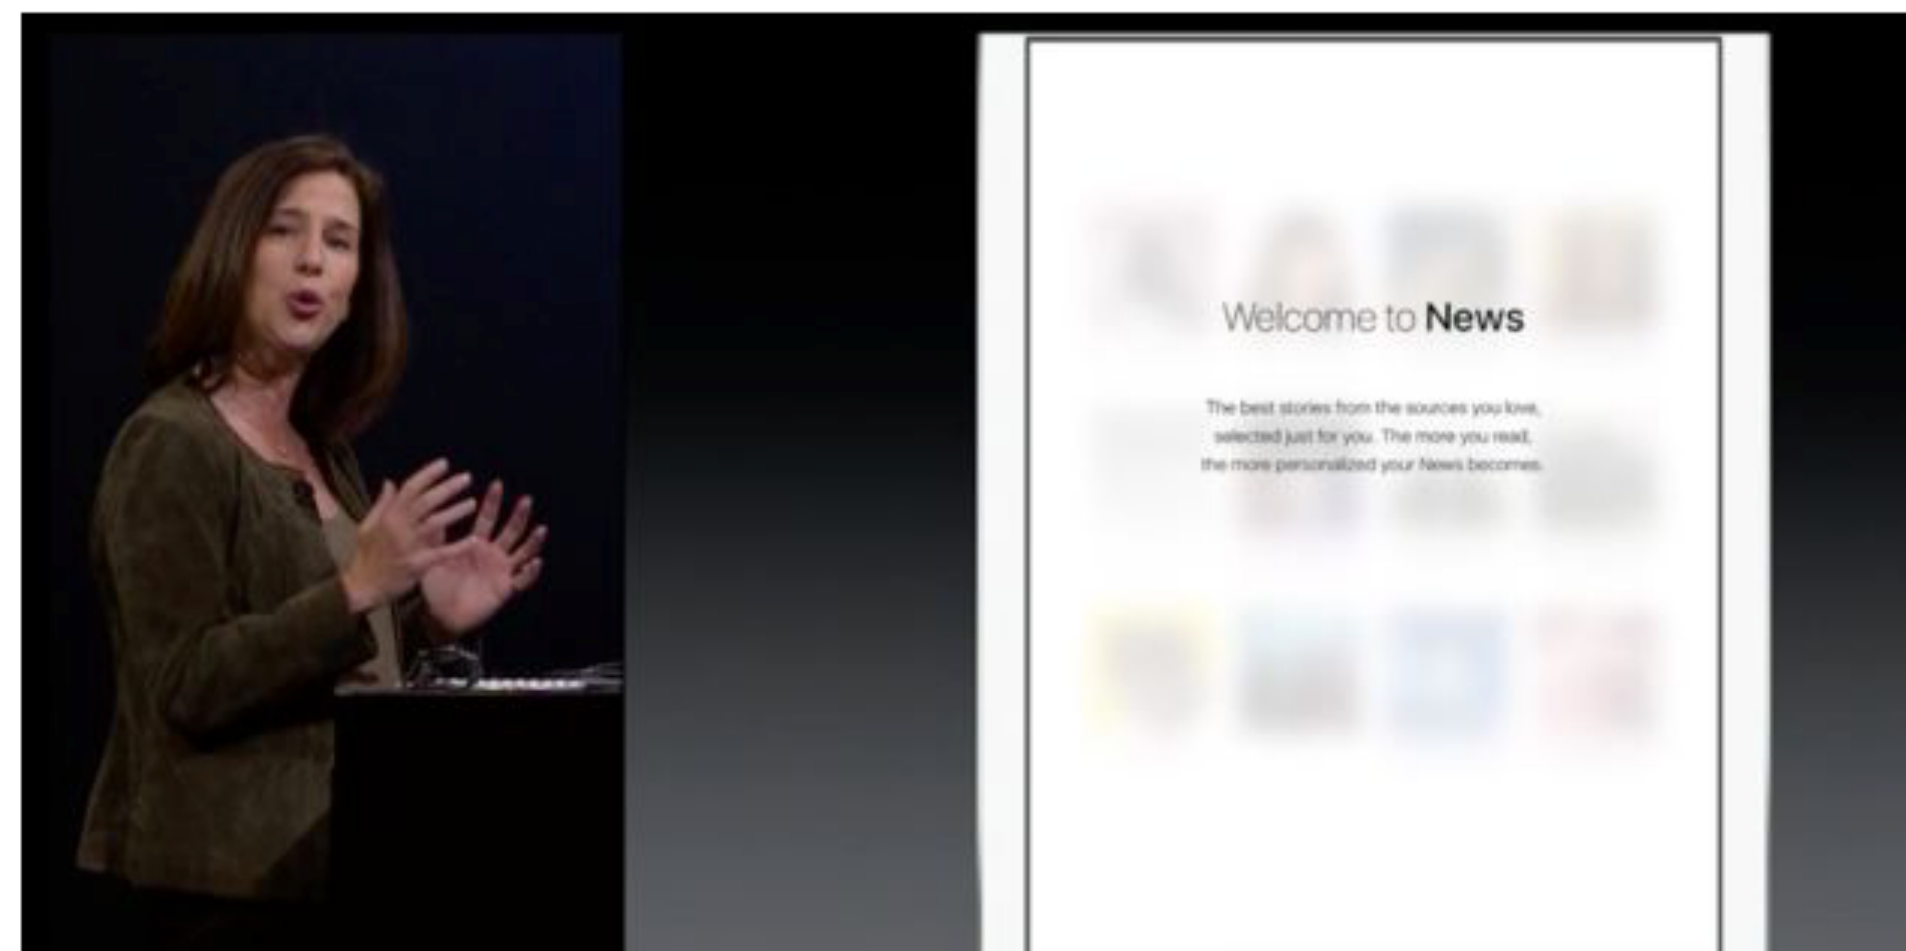 Welcome to News
The best stories from the sources you love,
selected just for you. The more you read,
the more personalized your News becomes.